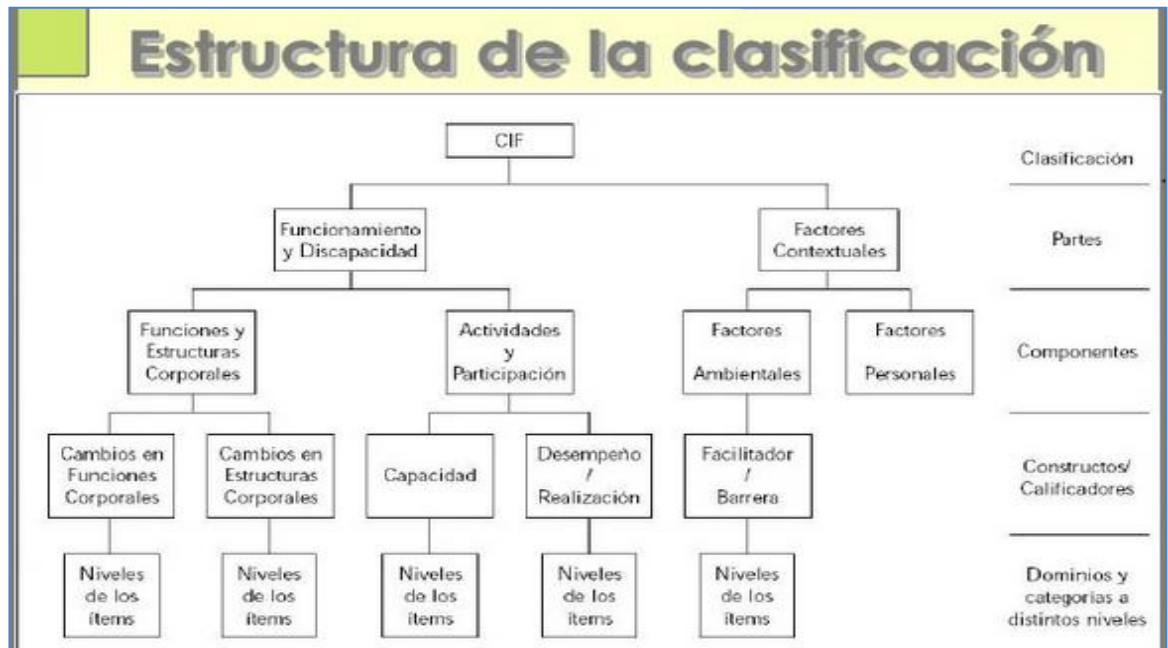 Estructura de la clasificación
CIF
Clasificación
Funcionamiento
y Discapacidad
Factores
Contextuales
Partes
Funciones y
Estructuras
Corporales
Actividades
y
Participación
Factores
Ambientales
Factores
Personales
Componentes
Cambios en
Funciones
Corporales
Cambios en
Estructuras
Corporales
Capacidad
Desempeño
/
Realización
Facilitador
/
Barrera
Constructos/
Calificadores
Niveles
de los
ítems
Niveles
de los
ítems
Niveles
de los
ítems
Niveles
de los
ítems
Niveles
de los
ítems
Dominios y
categorías a
distintos niveles